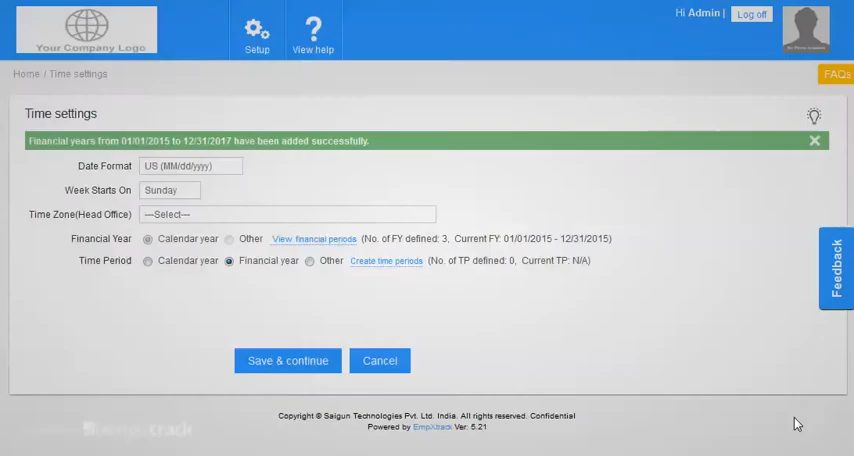 Hi Admin | Log off
Your Company Logo
Setup
View help
Home / Time settings
FAQs
Time settings
Financial years from 01/01/2015 to 12/31/2017 have been added successfully.
Date Format US (MM/dd/yyyy)
Week Starts On Sunday
Time Zone(Head Office) ---Select---
Financial Year Calendar year Other View financial periods (No. of FY defined: 3, Current FY: 01/01/2015 - 12/31/2015)
Time Period Calendar year Financial year Other Create time periods (No. of TP defined: 0, Current TP: N/A)
Feedback
Save & continue Cancel
Copyright © Saigun Technologies Pvt. Ltd. India. All rights reserved. Confidential
Powered by EmpXtrack Ver: 5.21